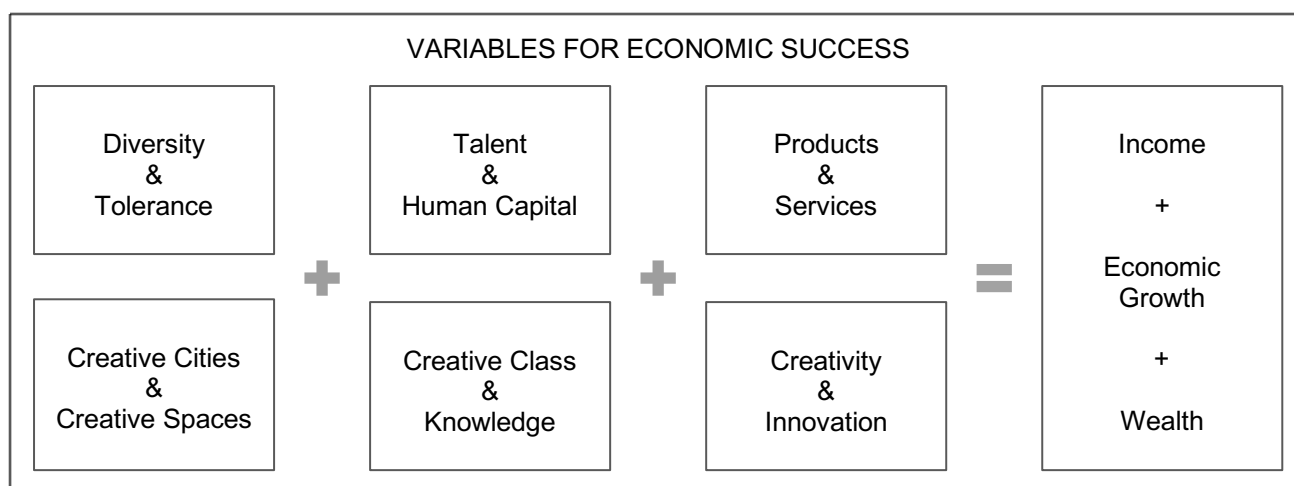 VARIABLES FOR ECONOMIC SUCCESS
Diversity
&
Tolerance
Talent
&
Human Capital
Products
&
Services
Creative Cities
&
Creative Spaces
Creative Class
&
Knowledge
Creativity
&
Innovation
Income
+
Economic
Growth
+
Wealth